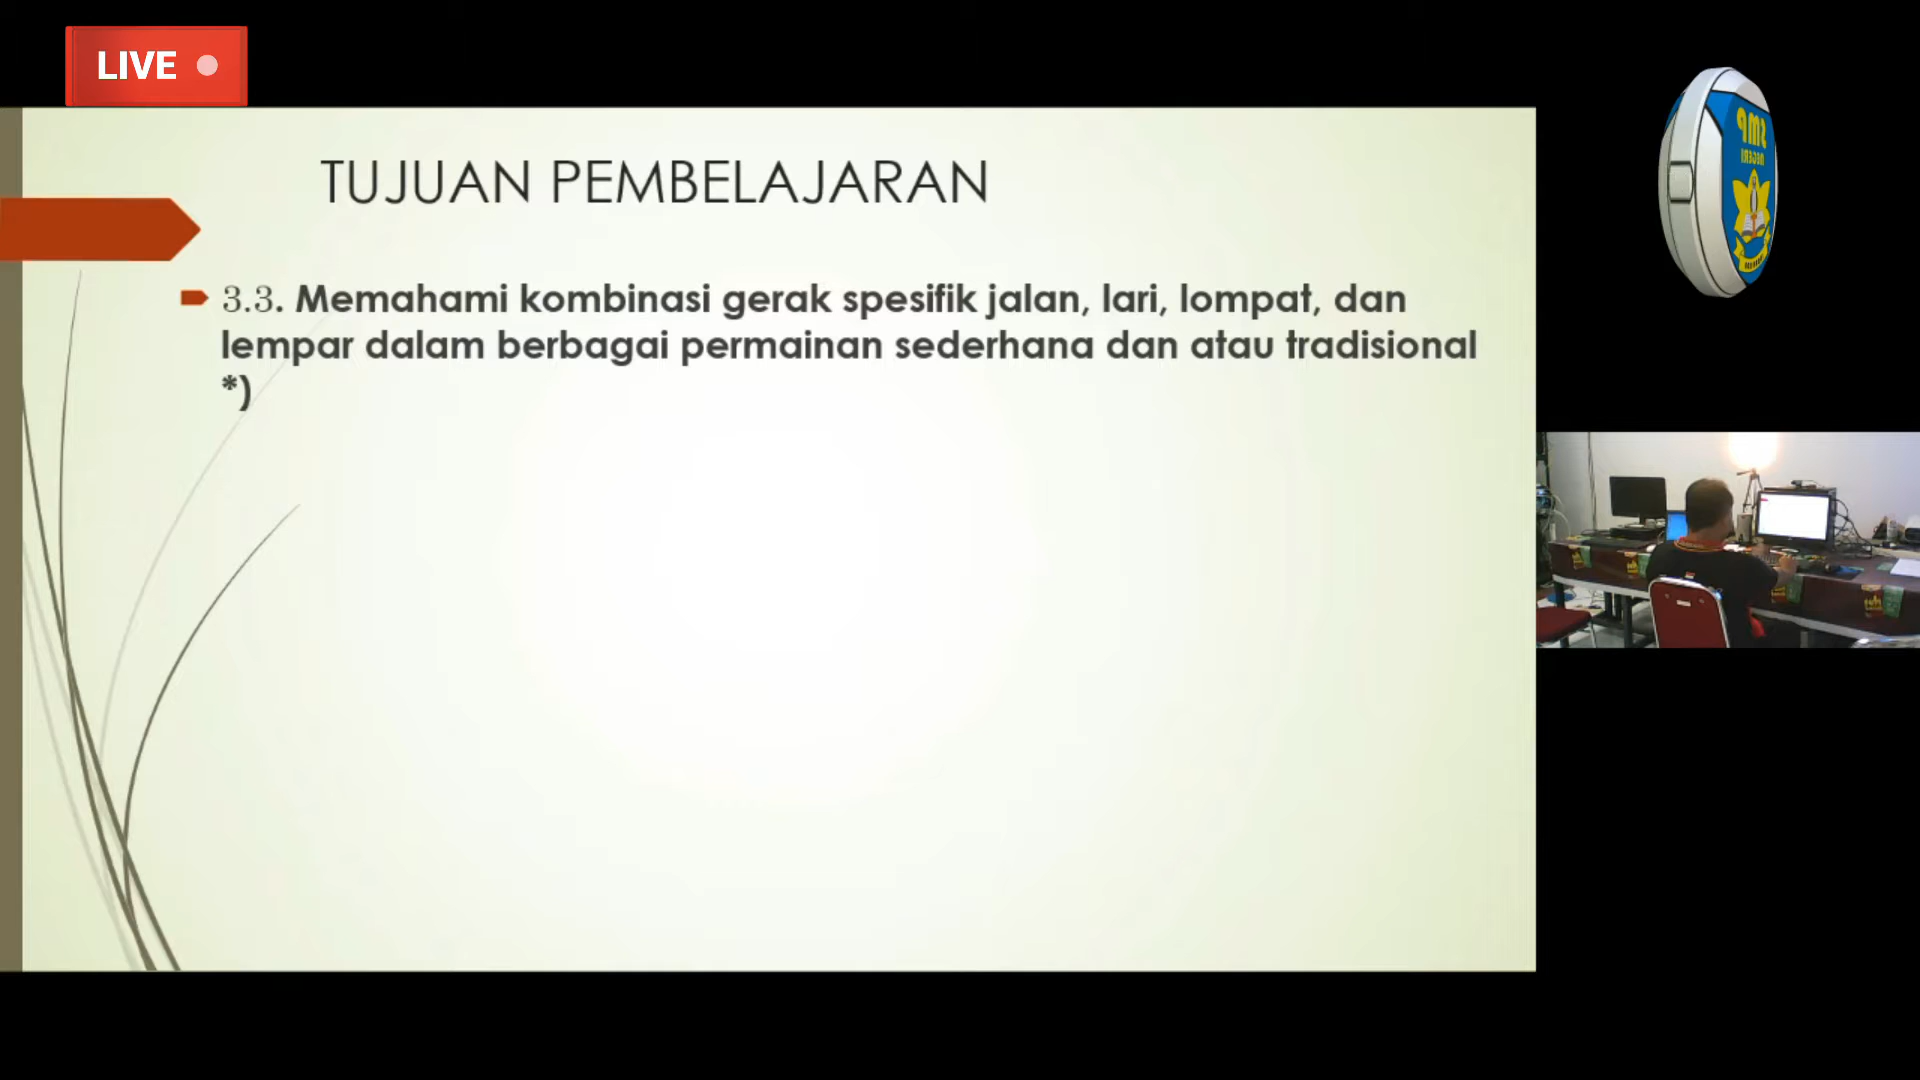 LIVE
TUJUAN PEMBELAJARAN
3.3. Memahami kombinasi gerak spesifik jalan, lari, lompat, dan
lempar dalam berbagai permainan sederhana dan atau tradisional
*)
SMP
NEGERI